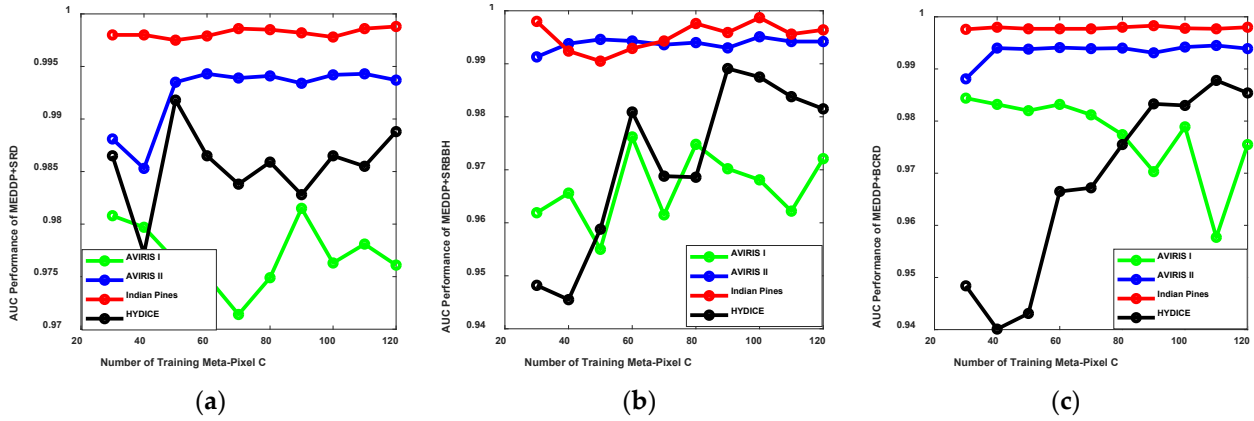 AUC Performance of MEDDP+SRD
1
0.995
0.99
0.985
0.98
0.975
0.97
AVIRIS I
AVIRIS II
Indian Pines
HYDICE
20
40
60
80
100
120
Number of Training Meta-Pixel C
(a)
AUC Performance of MEDDP+SRBBH
1
0.99
0.98
0.97
0.96
0.95
0.94
AVIRIS I
AVIRIS II
Indian Pines
HYDICE
20
40
60
80
100
120
Number of Training Meta-Pixel C
(b)
AUC Performance of MEDDP+BCRD
1
0.99
0.98
0.97
0.96
0.95
0.94
AVIRIS I
AVIRIS II
Indian Pines
HYDICE
20
40
60
80
100
120
Number of Training Meta-Pixel C
(c)